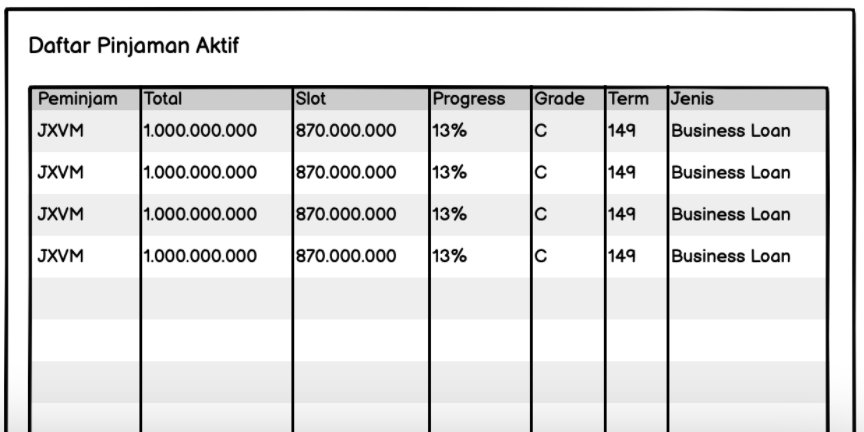 Daftar Pinjaman Aktif
Peminjam Total Slot Progress Grade Term Jenis
JXVM 1.000.000.000 870.000.000 13% C 149 Business Loan
JXVM 1.000.000.000 870.000.000 13% C 149 Business Loan
JXVM 1.000.000.000 870.000.000 13% C 149 Business Loan
JXVM 1.000.000.000 870.000.000 13% C 149 Business Loan